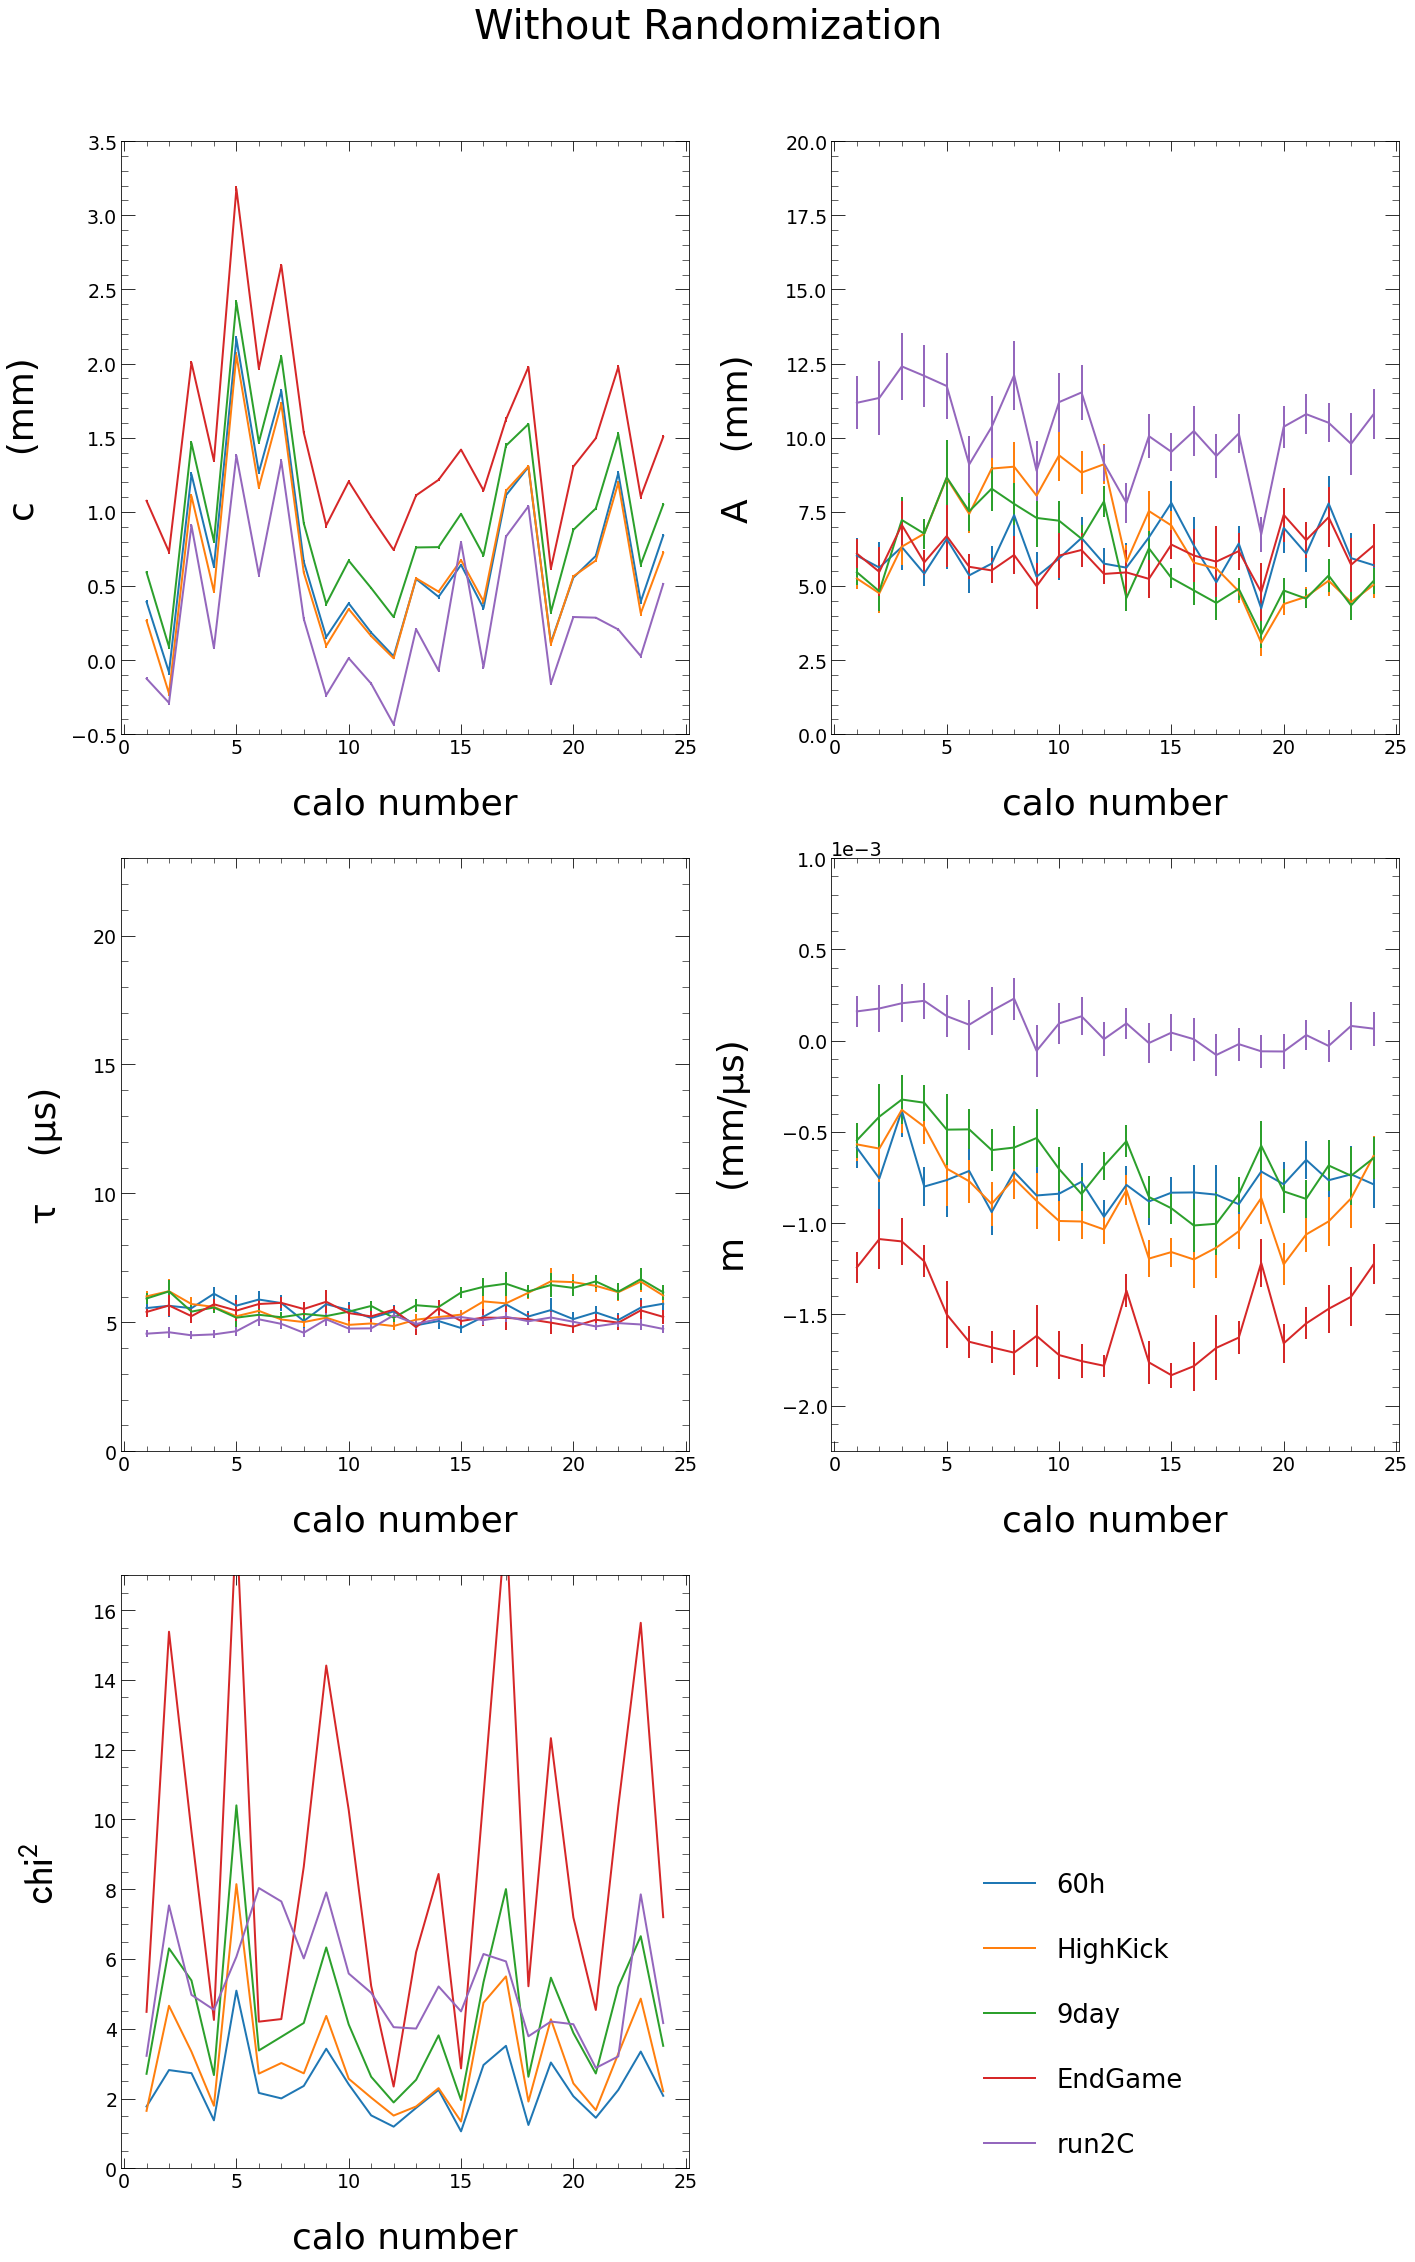 Without Randomization
3.5
3.0
2.5
2.0
1.5
1.0
0.5
0.0
−0.5
c (mm)
0 5 10 15 20 25
calo number
20.0
17.5
15.0
12.5
10.0
7.5
5.0
2.5
0.0
A (mm)
0 5 10 15 20 25
calo number
20
15
10
5
0
τ (μs)
0 5 10 15 20 25
calo number
1e−3
1.0
0.5
0.0
−0.5
−1.0
−1.5
−2.0
m (mm/μs)
0 5 10 15 20 25
calo number
16
14
12
10
8
6
4
2
0
chi²
0 5 10 15 20 25
calo number
60h
HighKick
9day
EndGame
run2C